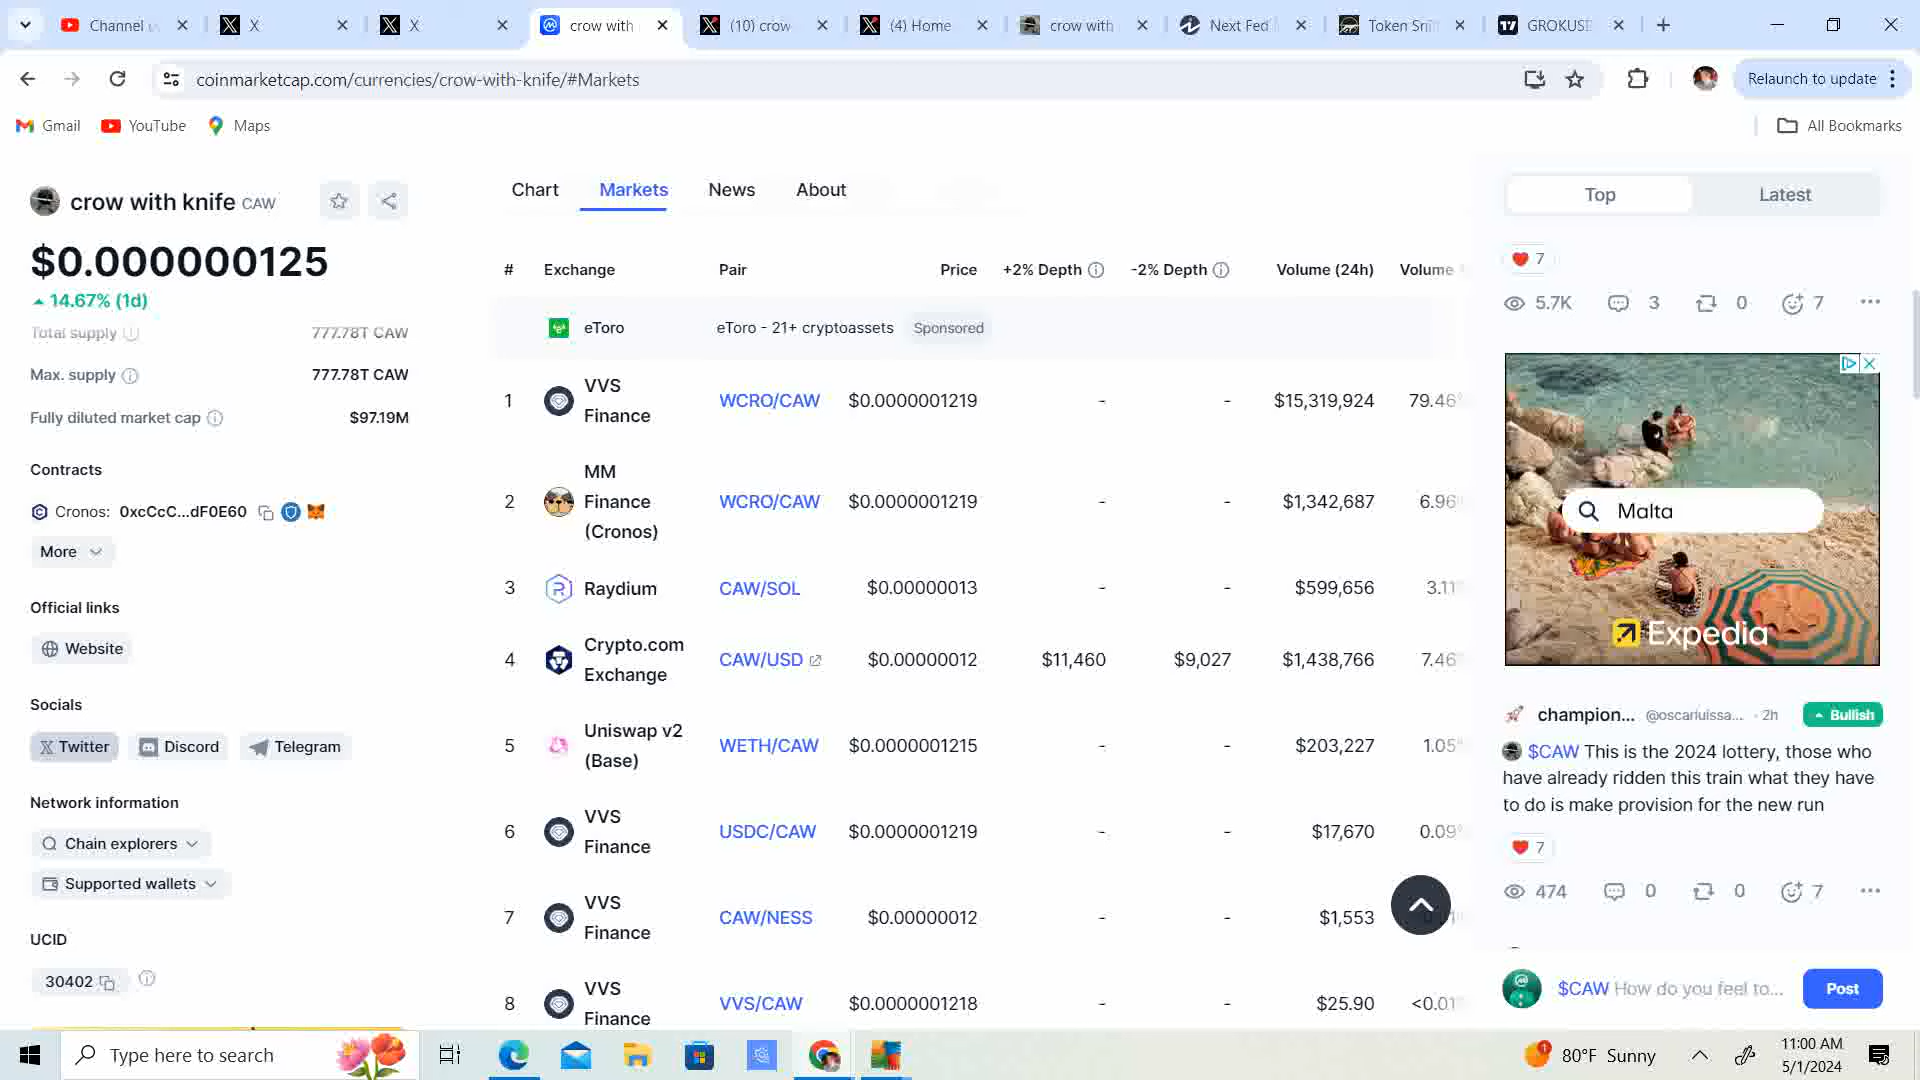 Channel
X
X
crow with
(10) crow
(4) Home
crow with
Next Fed
Token Sni
GROKUSD
coinmarketcap.com/currencies/crow-with-knife/#Markets
Relaunch to update
Gmail
YouTube
Maps
All Bookmarks
crow with knife CAW
$0.000000125
14.67% (1d)
Total supply 777.78T CAW
Max. supply 777.78T CAW
Fully diluted market cap $97.19M
Contracts
Cronos: 0xcCcC...dF0E60
More
Official links
Website
Socials
Twitter Discord Telegram
Network information
Chain explorers
Supported wallets
UCID
30402
Chart Markets News About
# Exchange Pair Price +2% Depth -2% Depth Volume (24h) Volume
eToro eToro - 21+ cryptoassets Sponsored
1 VVS Finance WCRO/CAW $0.0000001219 - - $15,319,924 79.46%
2 MM Finance (Cronos) WCRO/CAW $0.0000001219 - - $1,342,687 6.96%
3 Raydium CAW/SOL $0.00000013 - - $599,656 3.11%
4 Crypto.com Exchange CAW/USD $0.00000012 $11,460 $9,027 $1,438,766 7.46%
5 Uniswap v2 (Base) WETH/CAW $0.0000001215 - - $203,227 1.05%
6 VVS Finance USDC/CAW $0.0000001219 - - $17,670 0.09%
7 VVS Finance CAW/NESS $0.00000012 - - $1,553
8 VVS Finance VVS/CAW $0.0000001218 - - $25.90 <0.01%
Top Latest
7
5.7K 3 0 7
Malta
Expedia
champion... @oscariuissa... · 2h Bullish
$CAW This is the 2024 lottery, those who
have already ridden this train what they have
to do is make provision for the new run
7
474 0 0 7
$CAW How do you feel to... Post
Type here to search
1
80°F Sunny
11:00 AM
5/1/2024